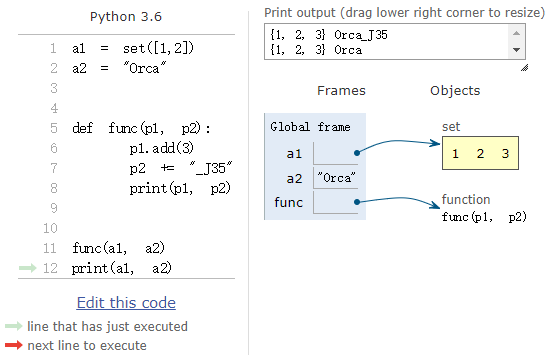 Python 3.6
1 a1 = set([1,2])
2 a2 = "Orca"
3
4
5 def func(p1, p2):
6 p1.add(3)
7 p2 += "_J35"
8 print(p1, p2)
9
10
11 func(a1, a2)
12 print(a1, a2)
Edit this code
line that has just executed
next line to execute
Print output (drag lower right corner to resize)
{1, 2, 3} Orca_J35
{1, 2, 3} Orca
Frames Objects
Global frame
a1
a2 "Orca"
func
set
1 2 3
function
func(p1, p2)